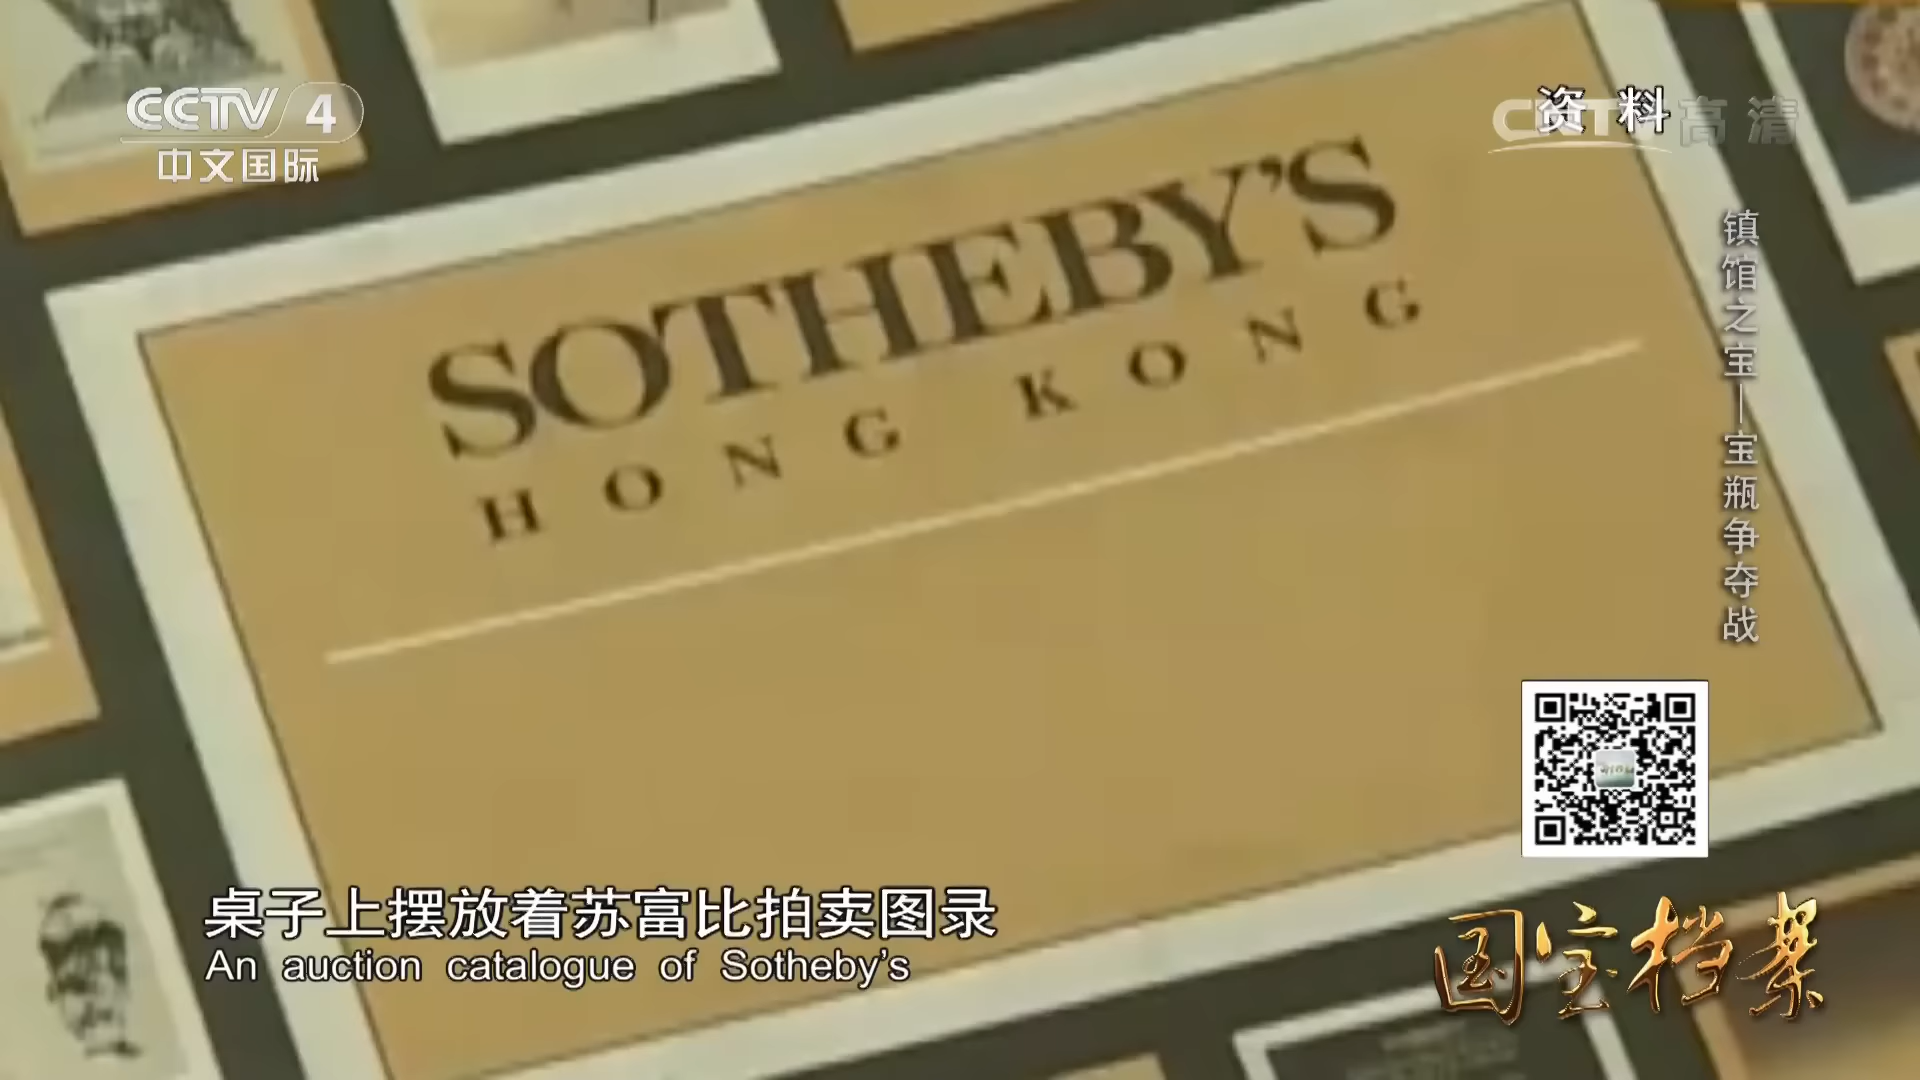 CCTV 4
中文国际
资料
CBTN高清
SOTHEBY'S
HONG KONG
镇馆之宝—宝瓶争夺战
桌子上摆放着苏富比拍卖图录
An auction catalogue of Sotheby's
国宝档案